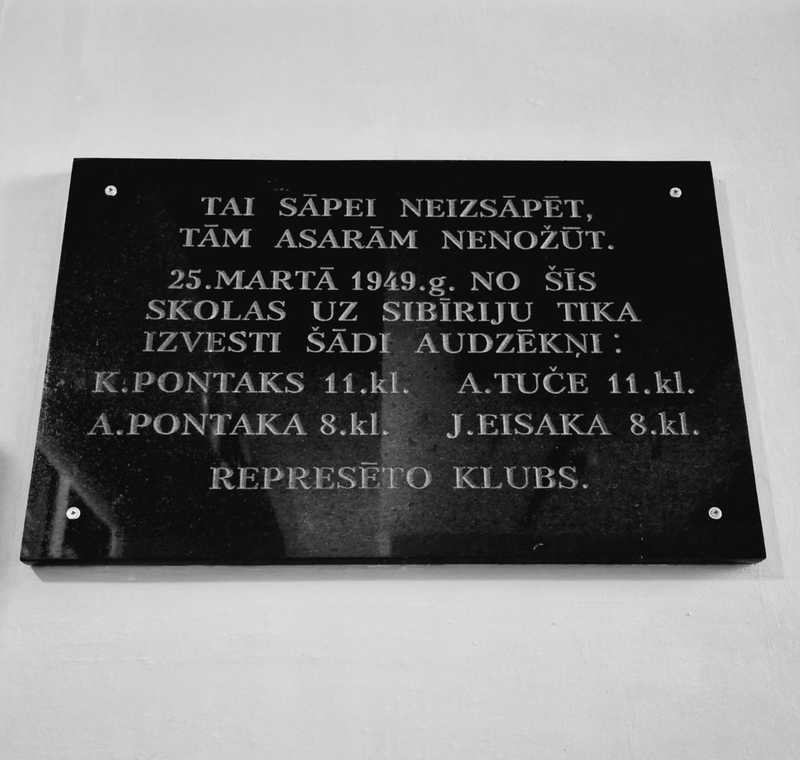 TAI SĀPEI NEIZSĀPĒT,
TĀM ASARĀM NENOŽŪT.
25.MARTĀ 1949.g. NO ŠĪS
SKOLAS UZ SIBĪRIJU TIKA
IZVESTI ŠĀDI AUDZĒKŅI:
K.PONTAKS 11.kl. A.TUČE 11.kl.
A.PONTAKA 8.kl. J.EISAKA 8.kl.
REPRESĒTO KLUBS.